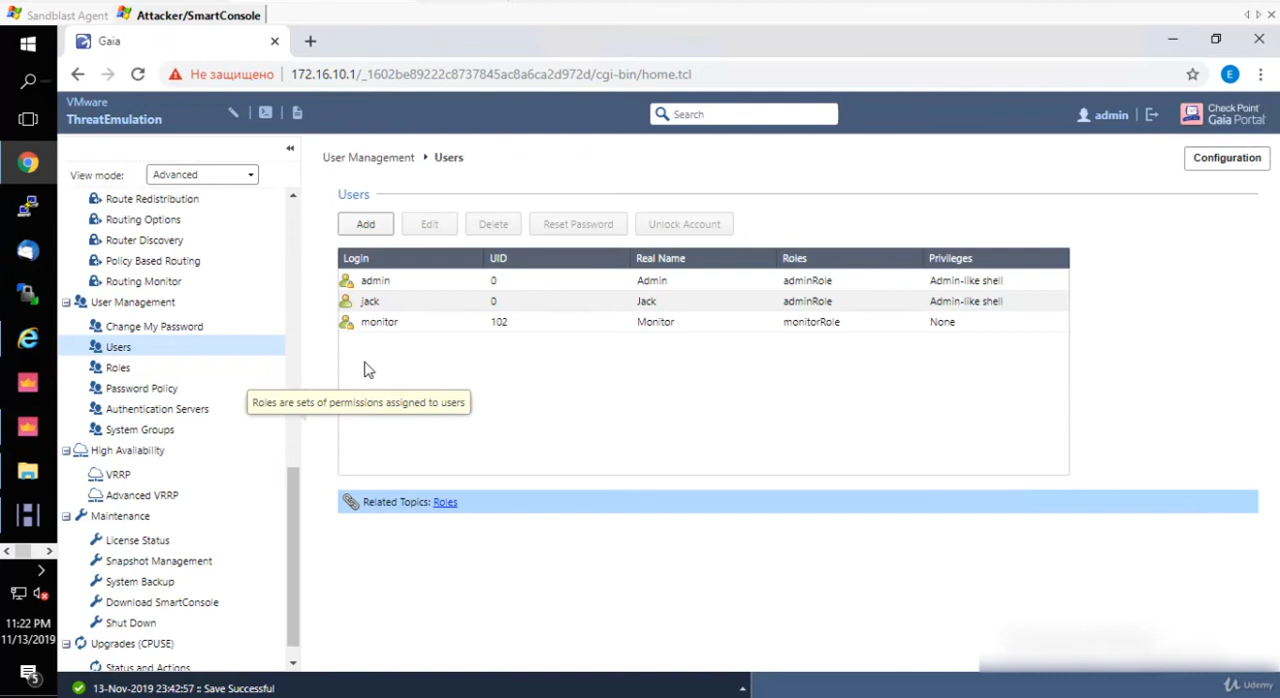 Sandblast Agent
Attacker/SmartConsole
Gaia
Не защищено
172.16.10.1/_1602be89222c8737845ac8a6ca2d972d/cgi-bin/home.tcl
E
VMware
ThreatEmulation
Search
admin
Check Point
Gaia Portal
User Management
Users
Configuration
View mode:
Advanced
Route Redistribution
Routing Options
Router Discovery
Policy Based Routing
Routing Monitor
User Management
Change My Password
Users
Roles
Password Policy
Authentication Servers
System Groups
High Availability
VRRP
Advanced VRRP
Maintenance
License Status
Snapshot Management
System Backup
Download SmartConsole
Shut Down
Upgrades (CPUSE)
Status and Actions
Users
Add
Edit
Delete
Reset Password
Unlock Account
Login
UID
Real Name
Roles
Privileges
admin
0
Admin
adminRole
Admin-like shell
jack
0
Jack
adminRole
Admin-like shell
monitor
102
Monitor
monitorRole
None
Roles are sets of permissions assigned to users
Related Topics: Roles
11:22 PM
11/13/2019
5
13-Nov-2019 23:42:57 :: Save Successful
Udemy